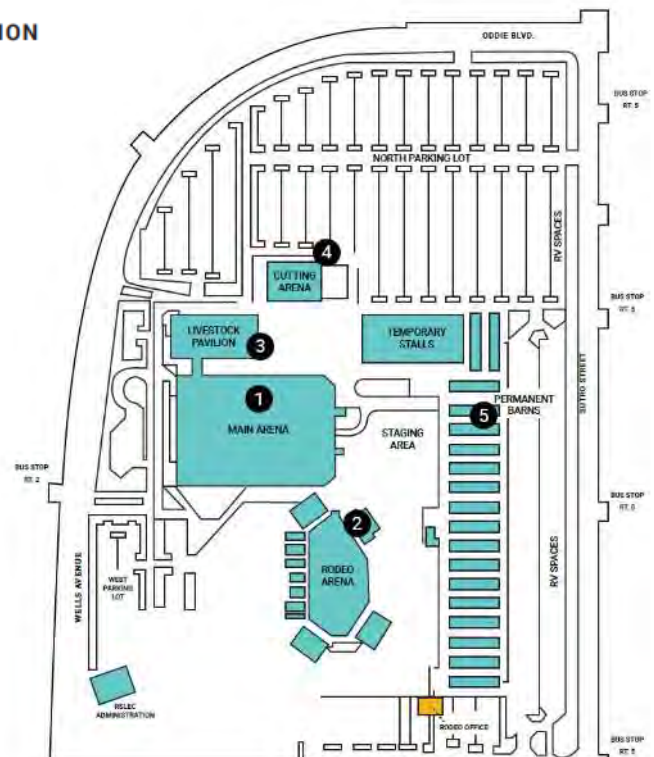 ION
ODDIE BLVD.
BUS STOP
RT. 5
NORTH PARKING LOT
RV SPACES
4
CUTTING
ARENA
BUS STOP
RT. 5
LIVESTOCK
PAVILION
3
TEMPORARY
STALLS
SUTRO STREET
1
MAIN ARENA
PERMANENT
BARNS
5
STAGING
AREA
BUS STOP
RT. 2
BUS STOP
2
RODEO
ARENA
RV SPACES
WELLS AVENUE
WEST
PARKING
LOT
RSLEC
ADMINISTRATION
RODEO OFFICE
BUS STOP
RT. 5